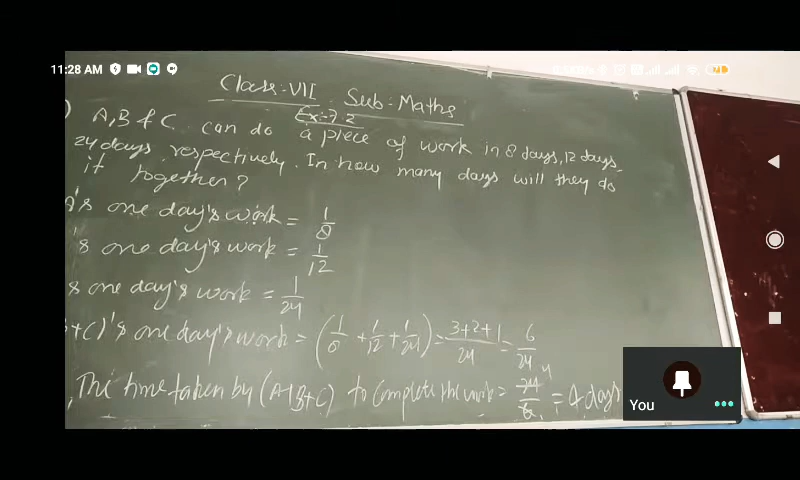 11:28 AM
Class:-VII Sub:- Maths
Ex:-7.2
) A, B & C can do a piece of work in 8 days, 12 days,
24 days respectively. In how many days will they do
it together?
A's one day's work = 1/8
's one day's work = 1/12
s one day's work = 1/24
+C)'s one day's work = (1/8 + 1/12 + 1/24) = 3+2+1/24 = 6/24
The time taken by (A+B+C) to complete the work = 24/6 = 4 days
You